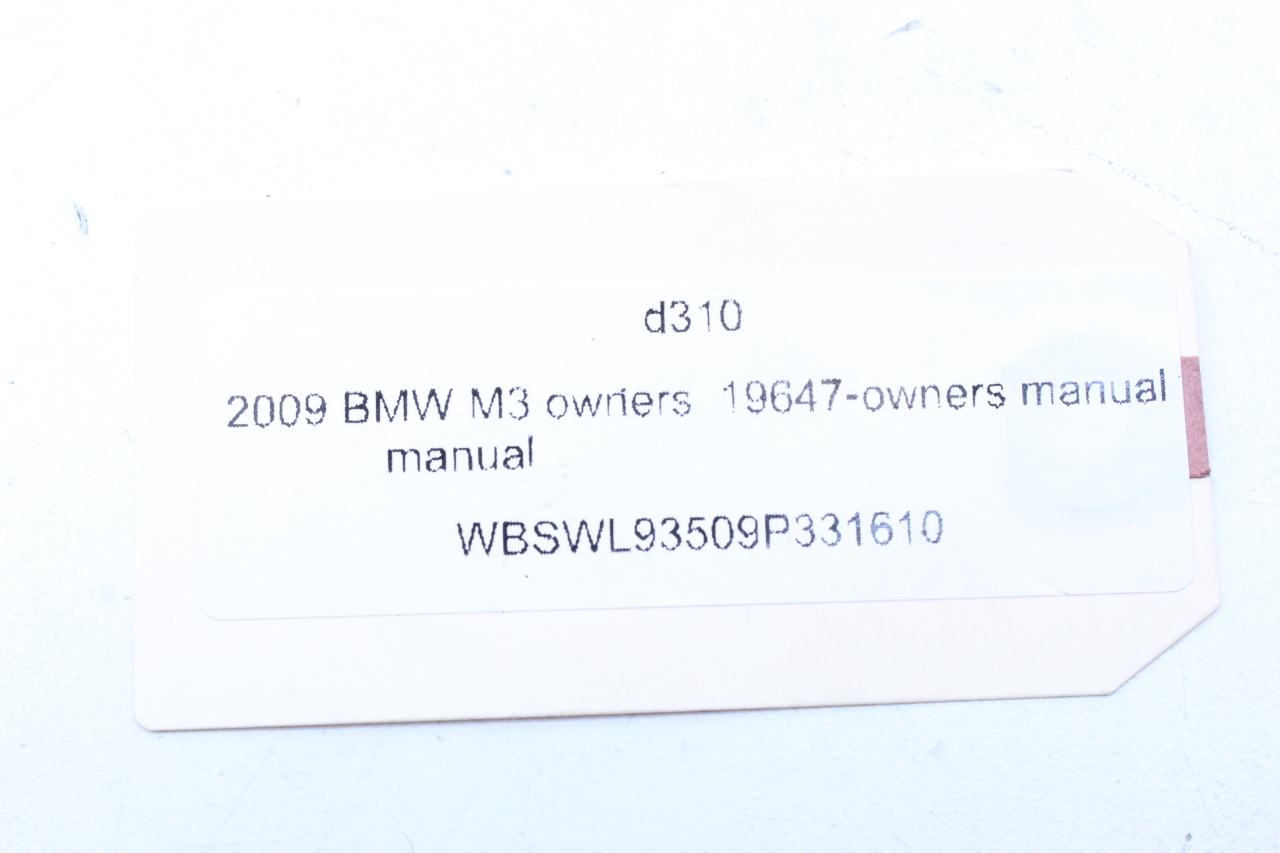 d310
2009 BMW M3 owners 19647-owners manual
manual
WBSWL93509P331610